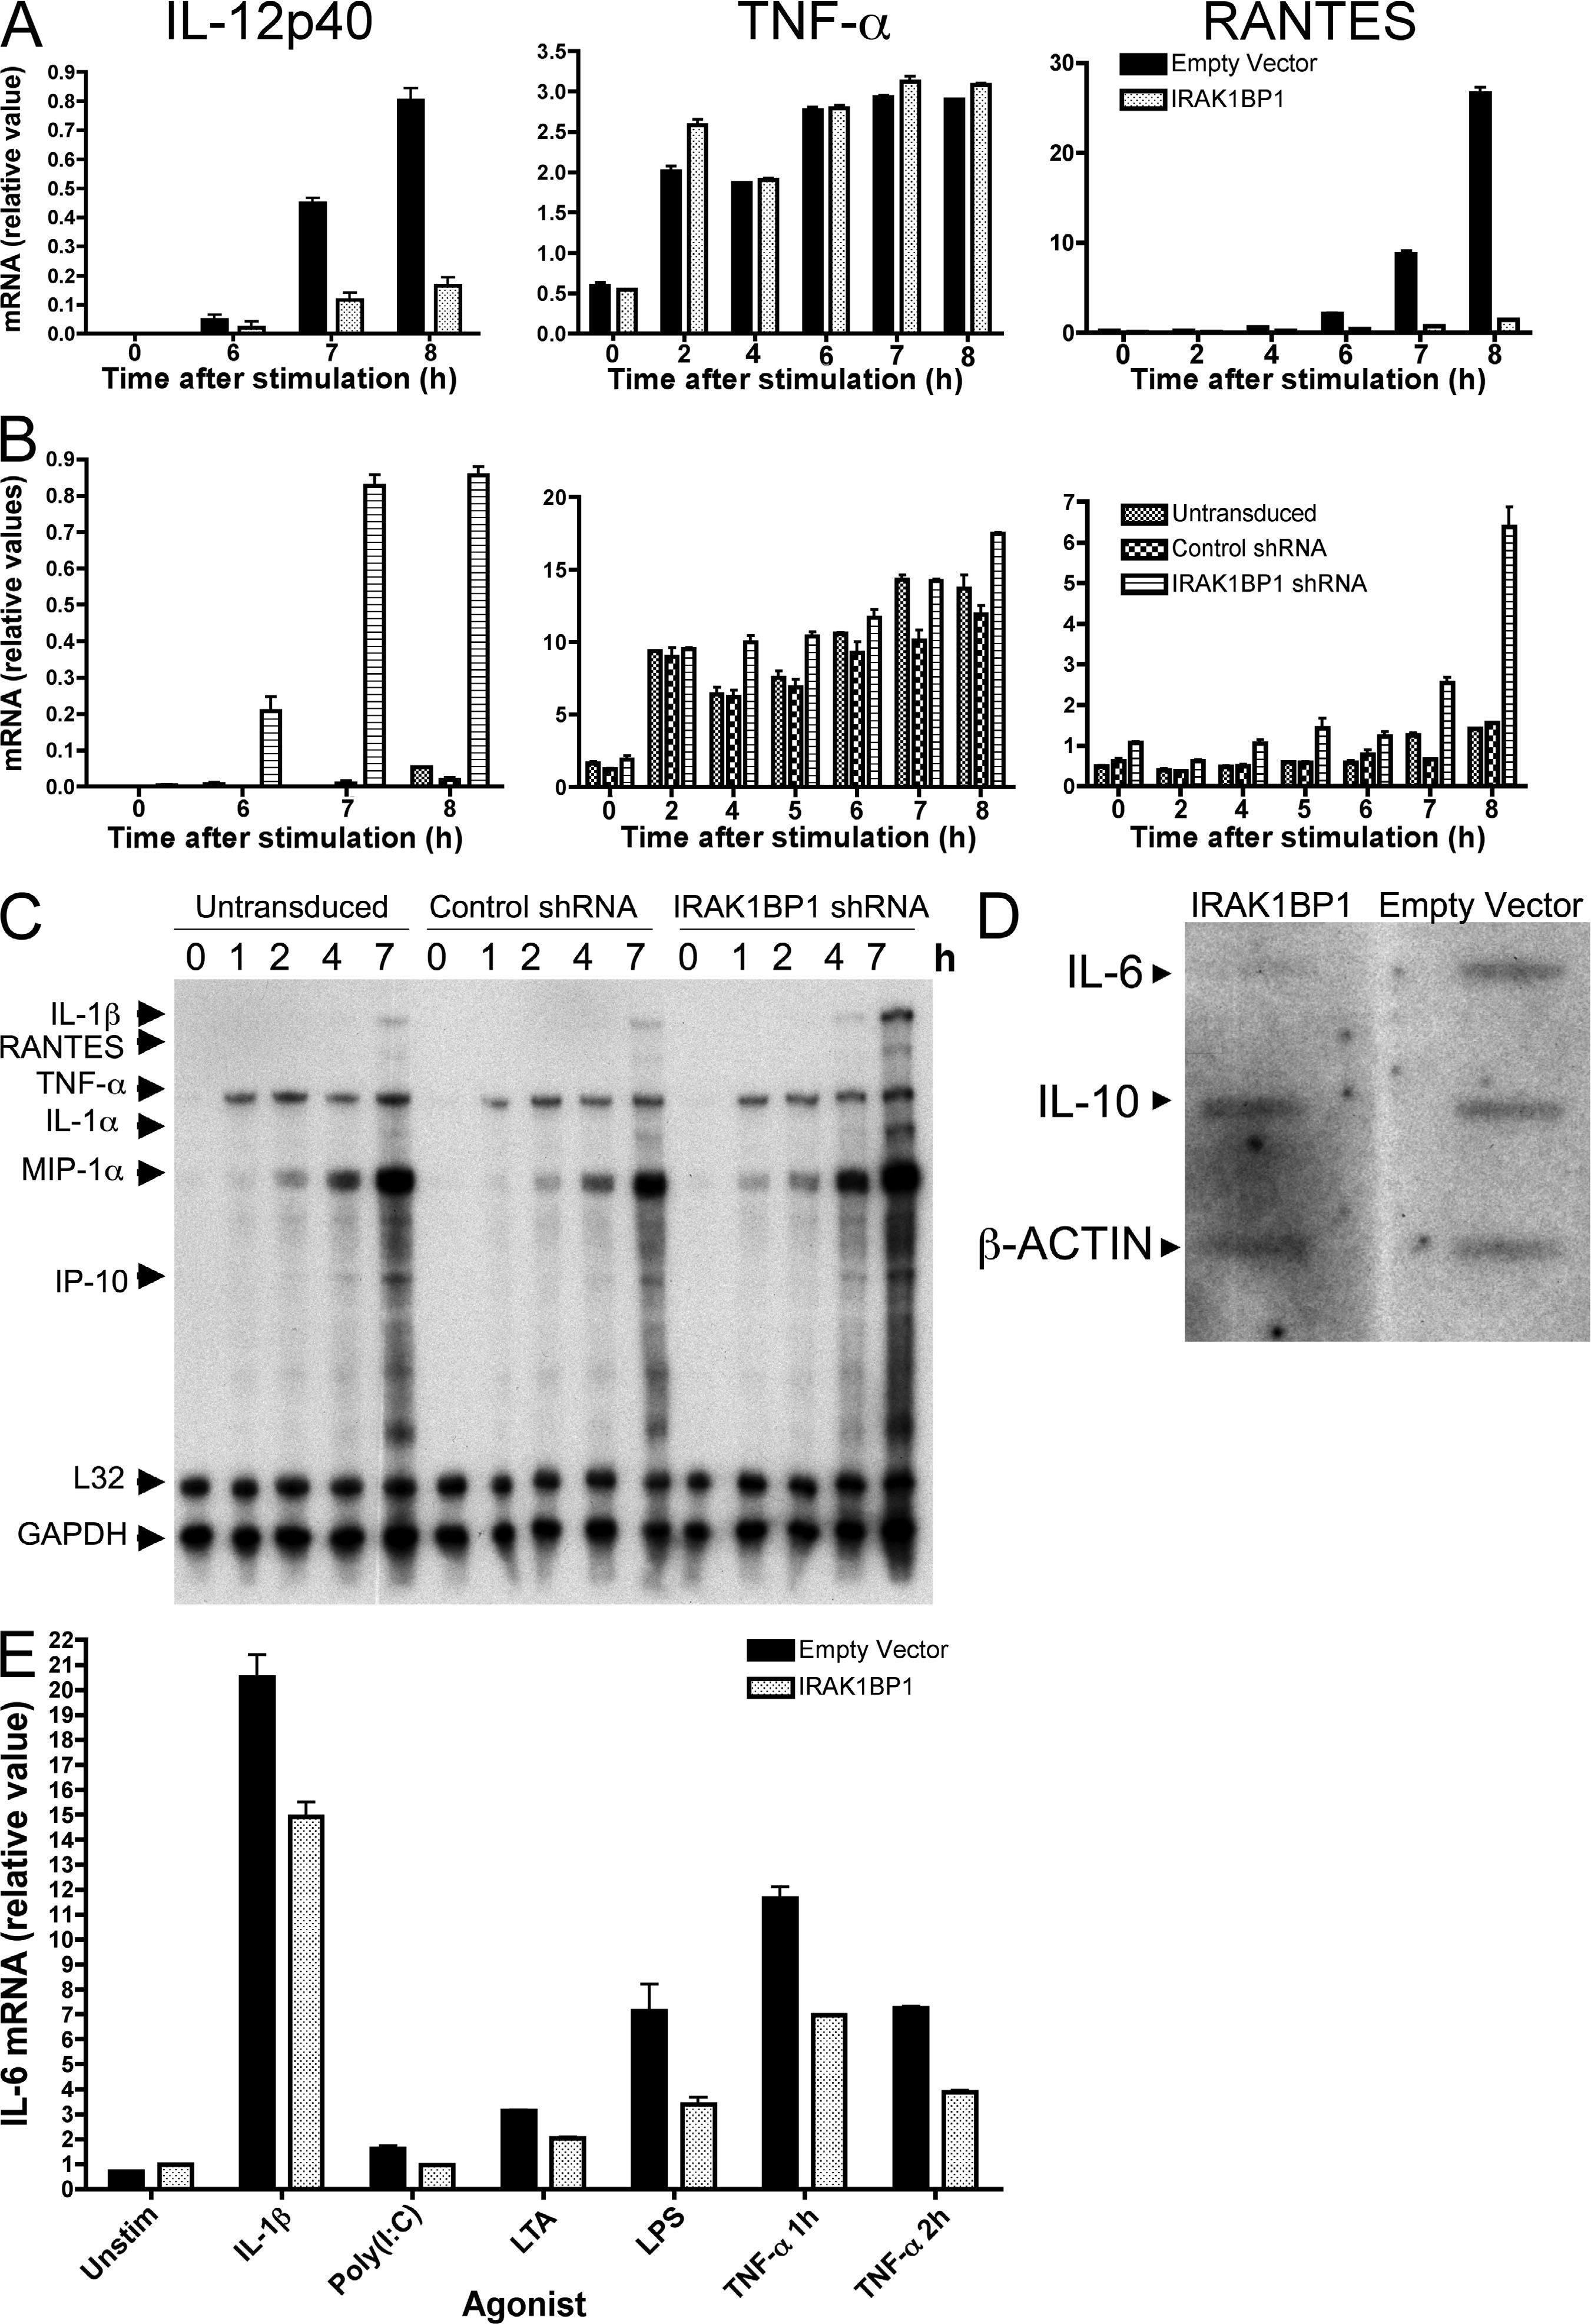 A IL-12p40 TNF-α RANTES
mRNA (relative value)
0.9
0.8
0.7
0.6
0.5
0.4
0.3
0.2
0.1
0.0
0 6 7 8
Time after stimulation (h)
3.5
3.0
2.5
2.0
1.5
1.0
0.5
0.0
0 2 4 6 7 8
Time after stimulation (h)
30
20
10
0
Empty Vector
IRAK1BP1
0 2 4 6 7 8
Time after stimulation (h)
B
mRNA (relative values)
0.9
0.8
0.7
0.6
0.5
0.4
0.3
0.2
0.1
0.0
0 6 7 8
Time after stimulation (h)
20
15
10
5
0
0 2 4 5 6 7 8
Time after stimulation (h)
7
6
5
4
3
2
1
0
Untransduced
Control shRNA
IRAK1BP1 shRNA
0 2 4 5 6 7 8
Time after stimulation (h)
C
Untransduced Control shRNA IRAK1BP1 shRNA
0 1 2 4 7 0 1 2 4 7 0 1 2 4 7 h
IL-1β
RANTES
TNF-α
IL-1α
MIP-1α
IP-10
L32
GAPDH
D
IRAK1BP1 Empty Vector
IL-6
IL-10
β-ACTIN
E
IL-6 mRNA (relative value)
22
21
20
19
18
17
16
15
14
13
12
11
10
9
8
7
6
5
4
3
2
1
0
Empty Vector
IRAK1BP1
Unstim IL-1β Poly(I:C) LTA LPS TNF-α 1h TNF-α 2h
Agonist